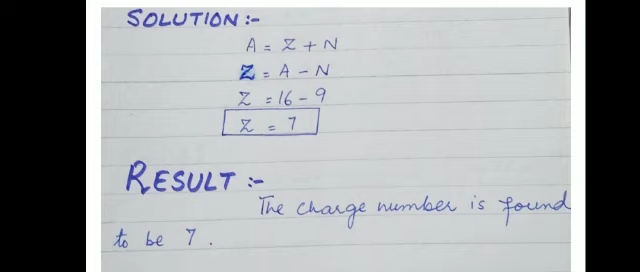 SOLUTION :-
A = Z + N
Z = A - N
Z = 16 - 9
Z = 7
RESULT :-
The charge number is found
to be 7.